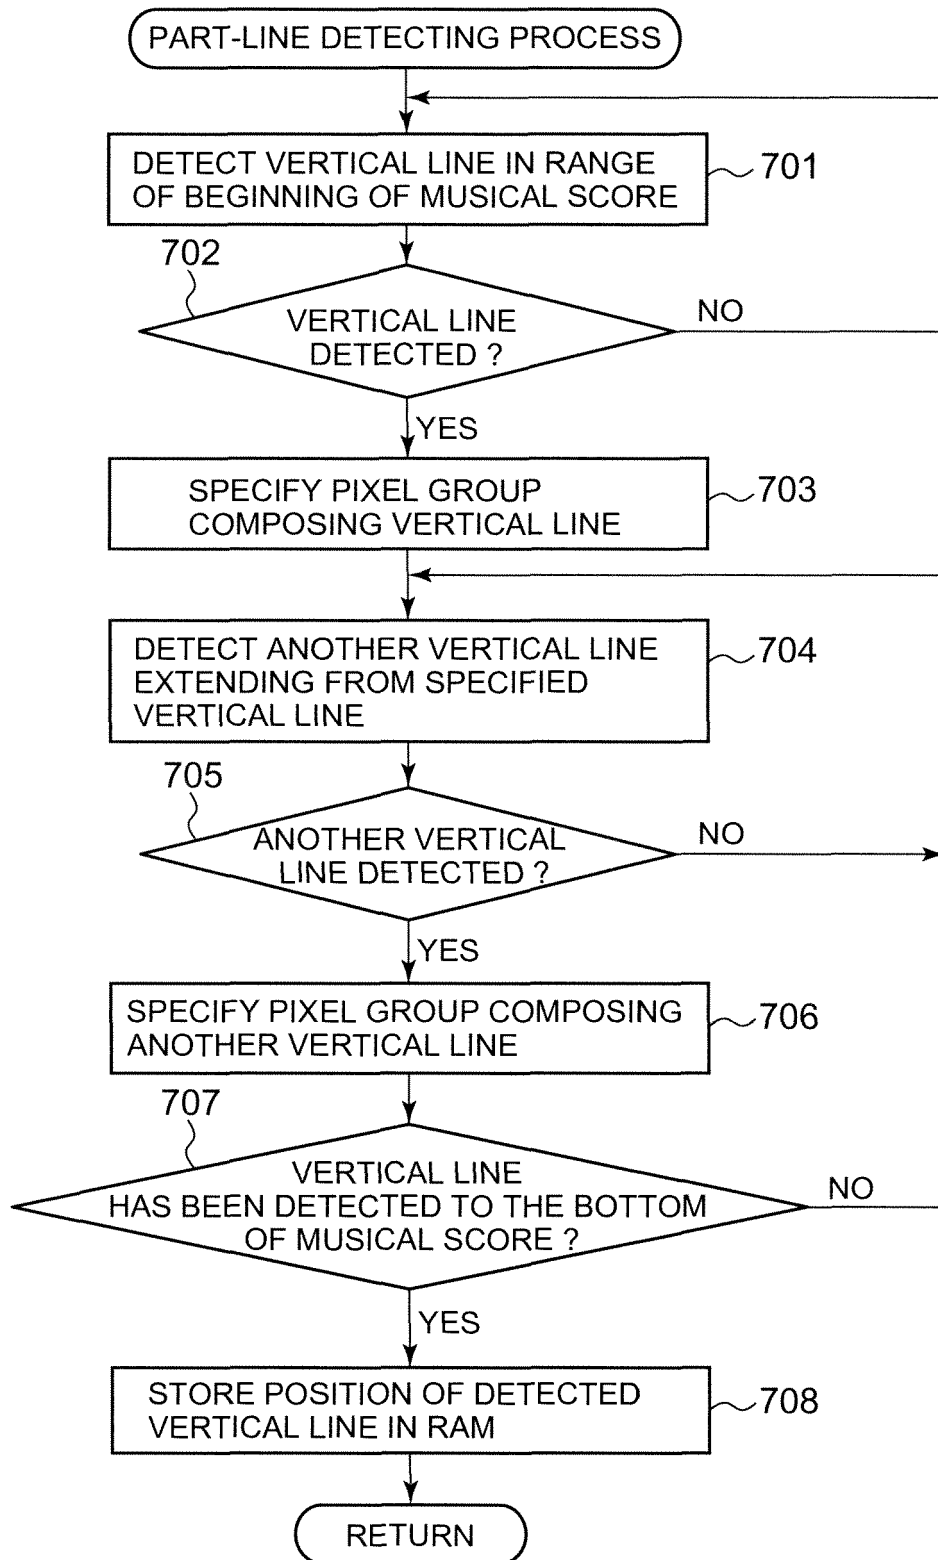 PART-LINE DETECTING PROCESS
DETECT VERTICAL LINE IN RANGE
OF BEGINNING OF MUSICAL SCORE
701
702
VERTICAL LINE
DETECTED ?
NO
YES
SPECIFY PIXEL GROUP
COMPOSING VERTICAL LINE
703
DETECT ANOTHER VERTICAL LINE
EXTENDING FROM SPECIFIED
VERTICAL LINE
704
705
ANOTHER VERTICAL
LINE DETECTED ?
NO
YES
SPECIFY PIXEL GROUP COMPOSING
ANOTHER VERTICAL LINE
706
707
VERTICAL LINE
HAS BEEN DETECTED TO THE BOTTOM
OF MUSICAL SCORE ?
NO
YES
STORE POSITION OF DETECTED
VERTICAL LINE IN RAM
708
RETURN